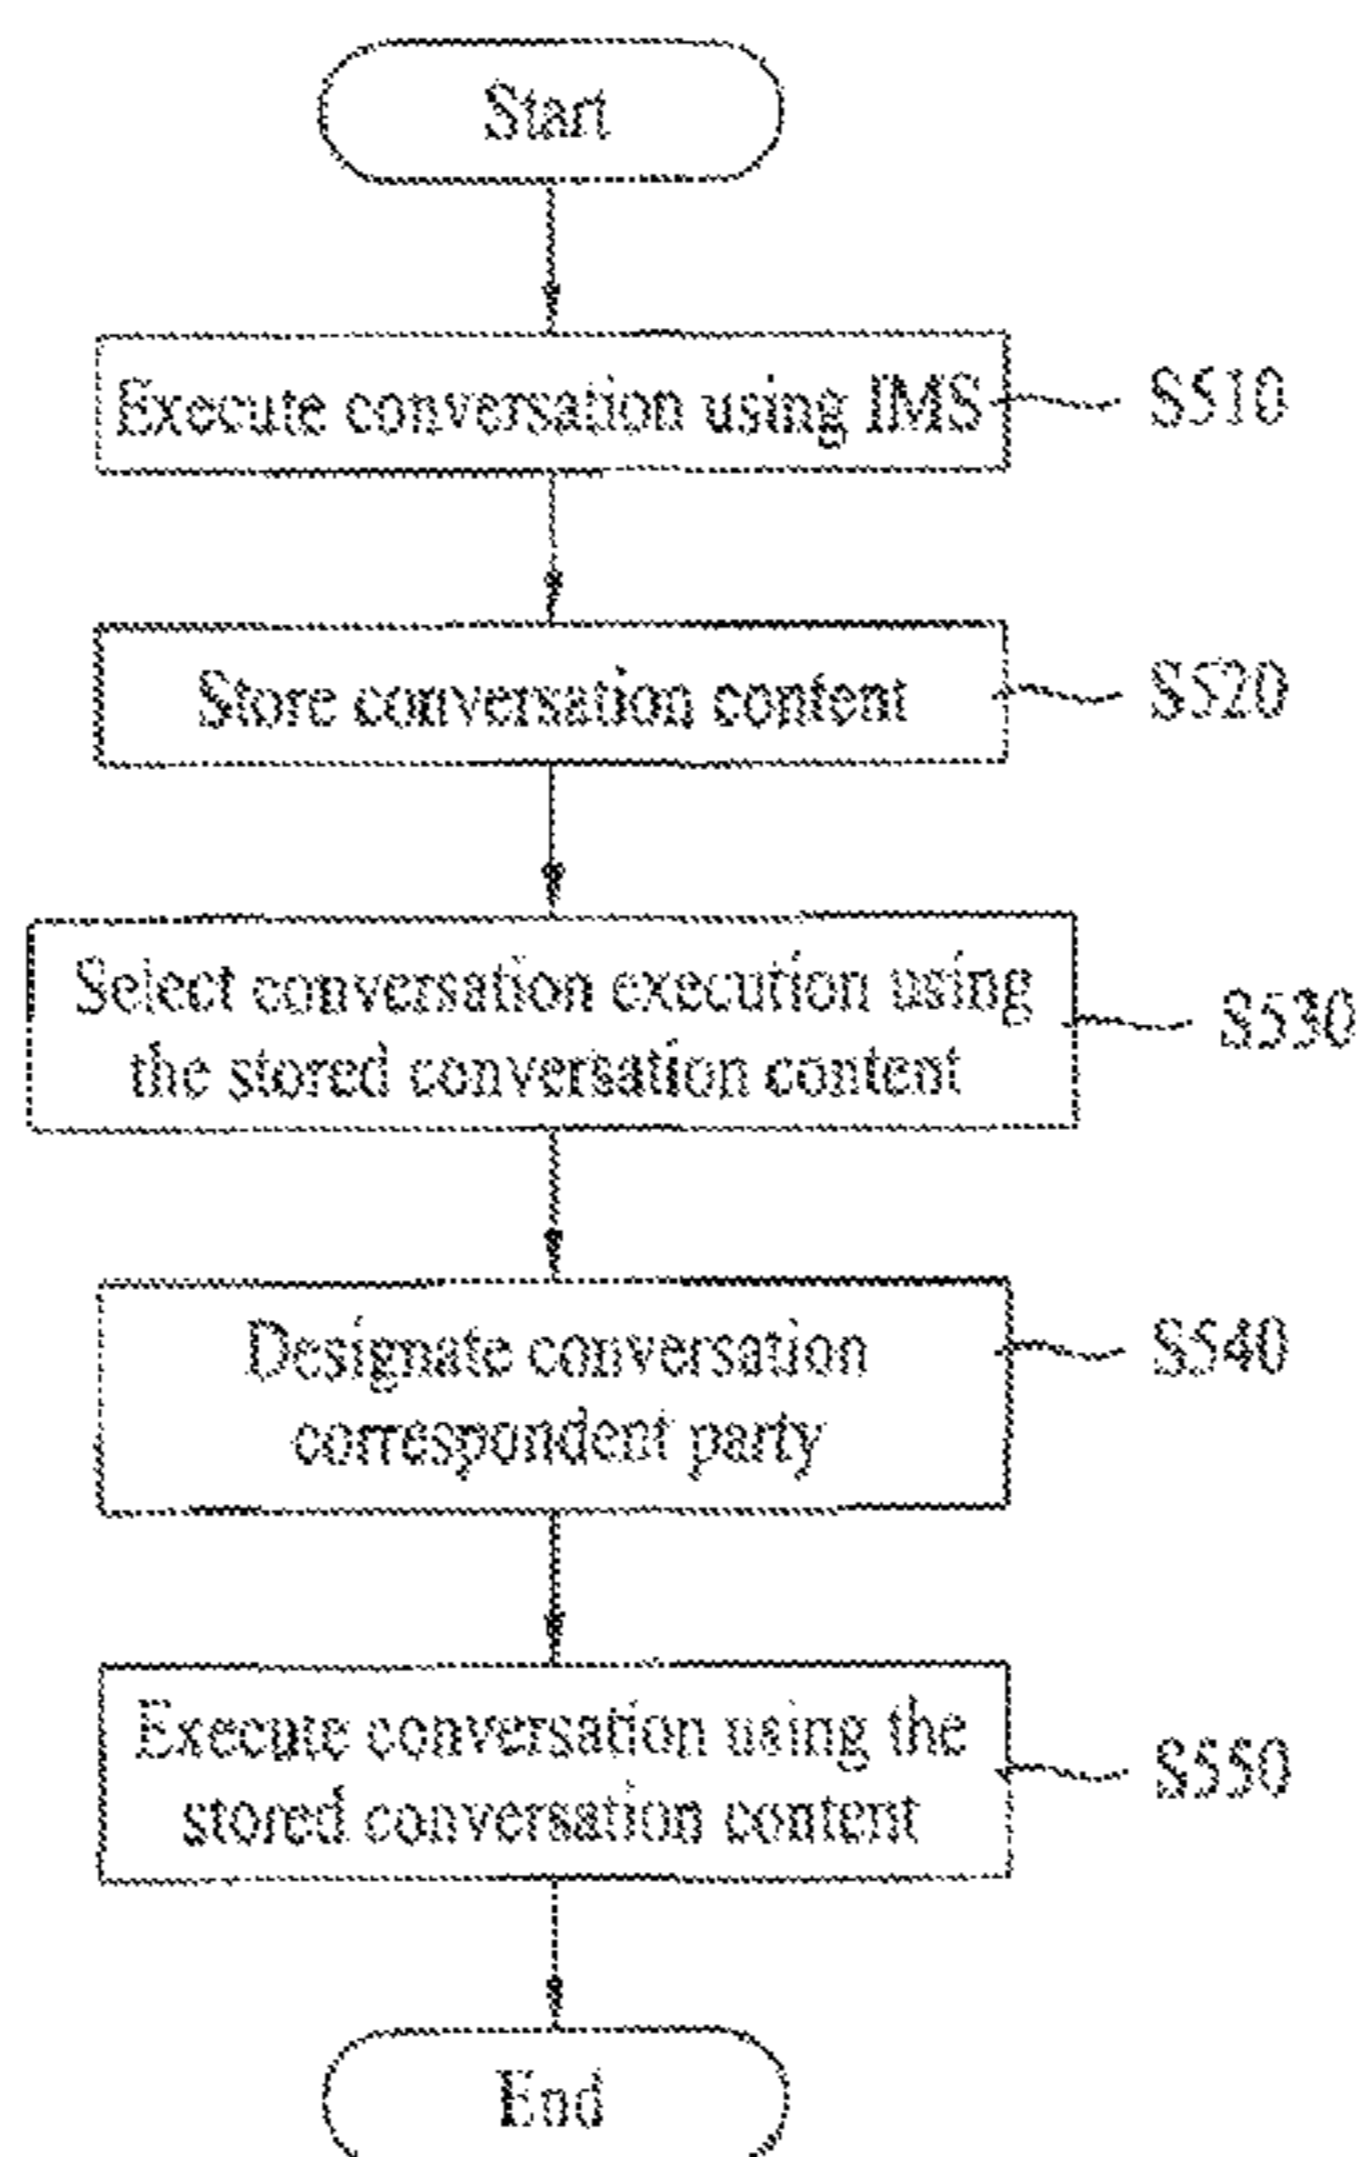 Start
Execute conversation using IMS
S510
Store conversation content
S520
Select conversation execution using
the stored conversation content
S530
Designate conversation
correspondent party
S540
Execute conversation using the
stored conversation content
S550
End